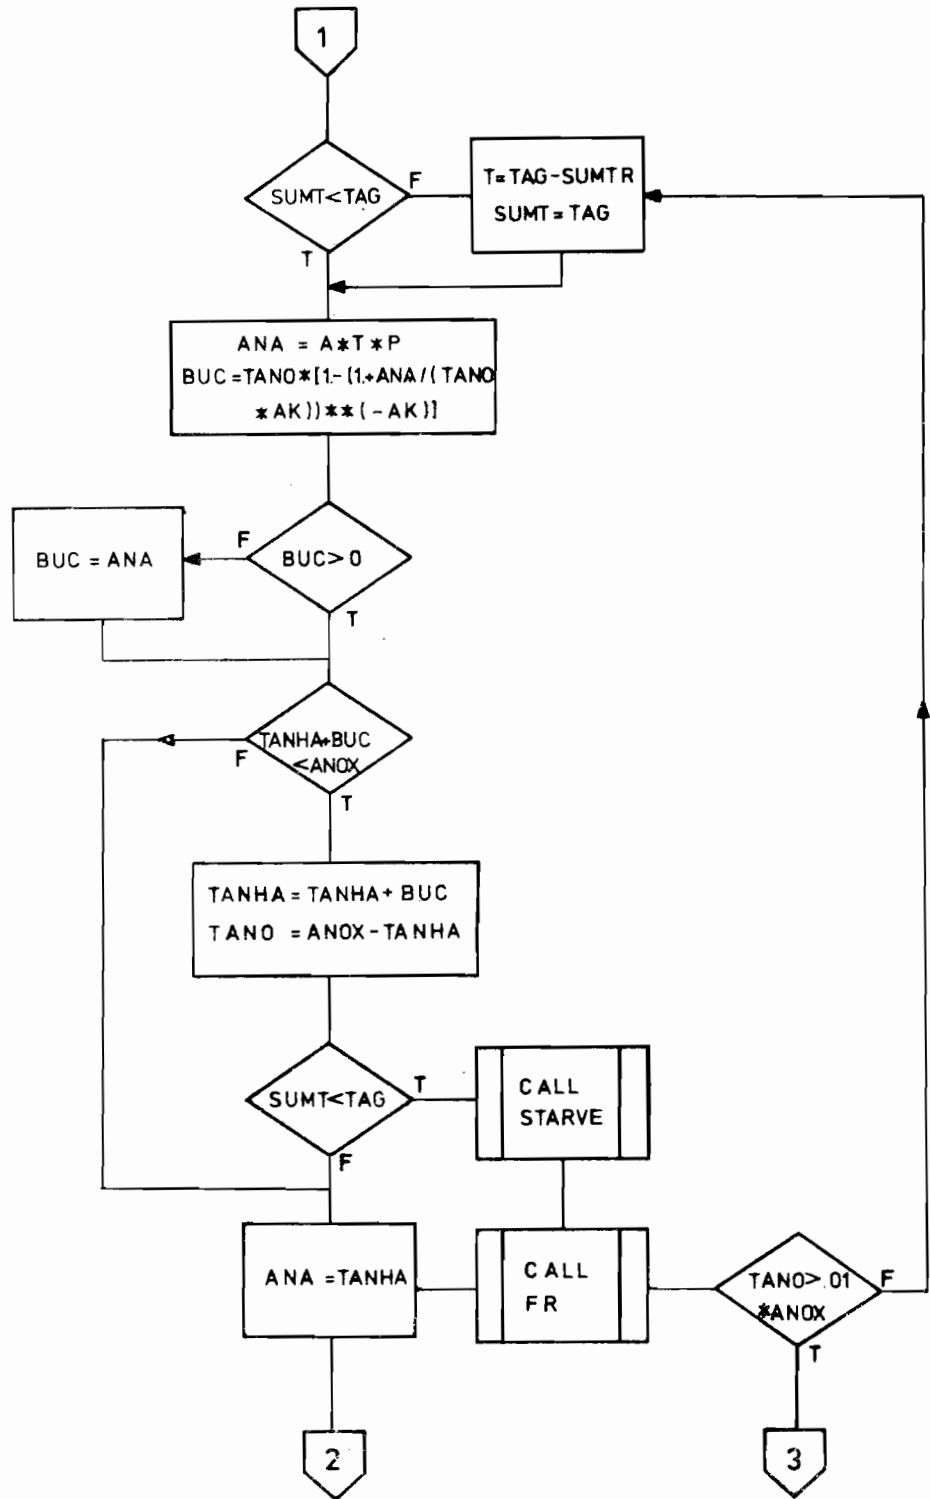 1
SUMT<TAG
F
T
T=TAG-SUMTR
SUMT=TAG
ANA = A*T*P
BUC=TANO*[1.-(1.+ANA/(TANO
*AK))**(-AK)]
BUC>0
F
T
BUC = ANA
TANHA+BUC
<ANOX
F
T
TANHA=TANHA+ BUC
TANO =ANOX-TANHA
SUMT<TAG
T
F
CALL
STARVE
ANA =TANHA
CALL
FR
TANO>.01
*ANOX
F
T
2
3